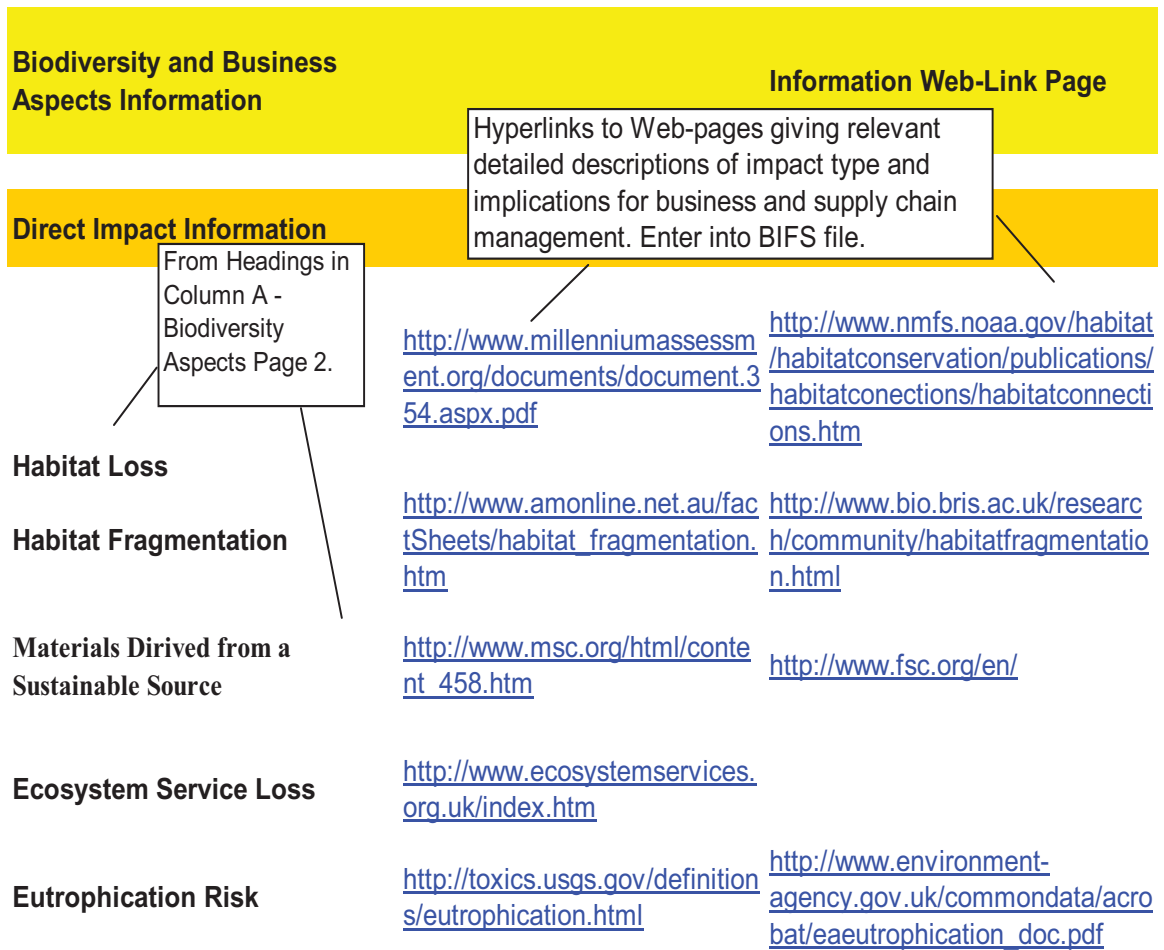 Biodiversity and Business
Aspects Information
Information Web-Link Page
Hyperlinks to Web-pages giving relevant
detailed descriptions of impact type and
implications for business and supply chain
management. Enter into BIFS file.
Direct Impact Information
From Headings in
Column A -
Biodiversity
Aspects Page 2.
Habitat Loss
http://www.millenniumassessm
ent.org/documents/document.3
54.aspx.pdf
http://www.nmfs.noaa.gov/habitat
/habitatconservation/publications/
habitatconections/habitatconnecti
ons.htm
Habitat Fragmentation
http://www.amonline.net.au/fac
tSheets/habitat_fragmentation.
htm
http://www.bio.bris.ac.uk/researc
h/community/habitatfragmentatio
n.html
Materials Dirived from a
Sustainable Source
http://www.msc.org/html/conte
nt_458.htm
http://www.fsc.org/en/
Ecosystem Service Loss
http://www.ecosystemservices.
org.uk/index.htm
Eutrophication Risk
http://toxics.usgs.gov/definition
s/eutrophication.html
http://www.environment-
agency.gov.uk/commondata/acro
bat/eaeutrophication_doc.pdf